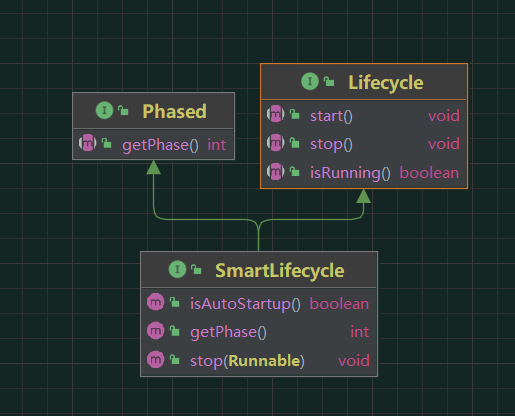 Phased
getPhase() int
Lifecycle
start() void
stop() void
isRunning() boolean
SmartLifecycle
isAutoStartup() boolean
getPhase() int
stop(Runnable) void